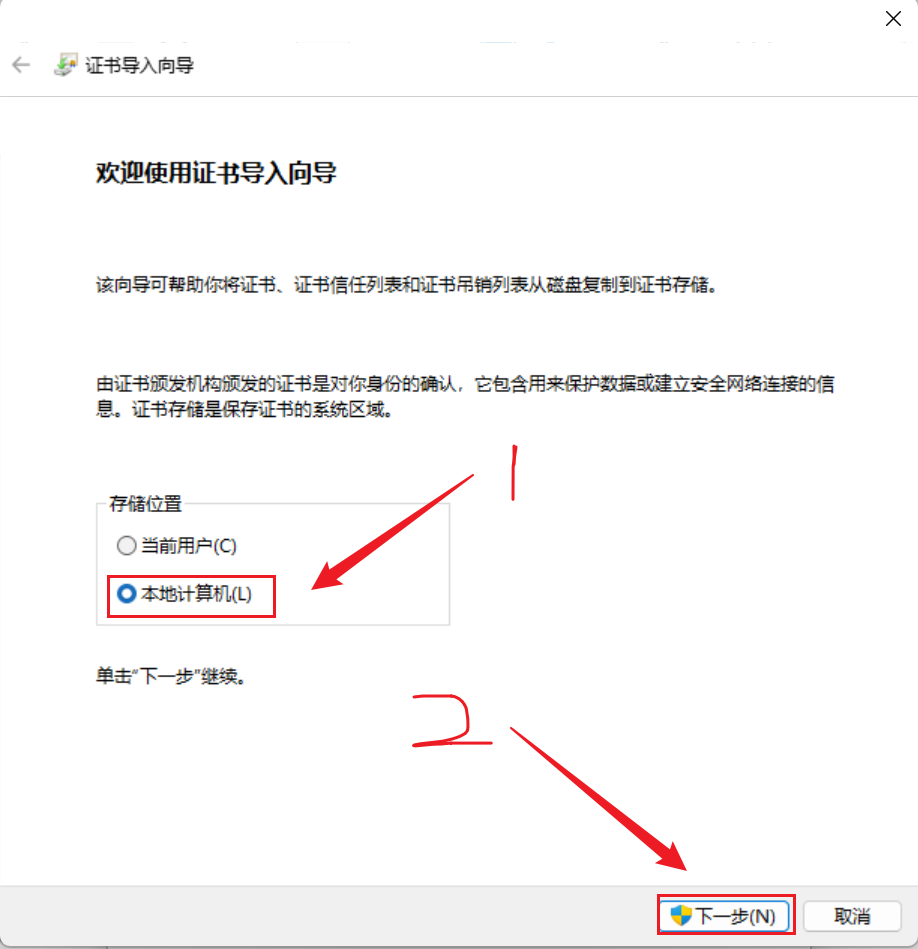 证书导入向导
欢迎使用证书导入向导
该向导可帮助你将证书、证书信任列表和证书吊销列表从磁盘复制到证书存储。
由证书颁发机构颁发的证书是对你身份的确认，它包含用来保护数据或建立安全网络连接的信
息。证书存储是保存证书的系统区域。
1
存储位置
当前用户(C)
本地计算机(L)
单击“下一步”继续。
2
下一步(N)
取消